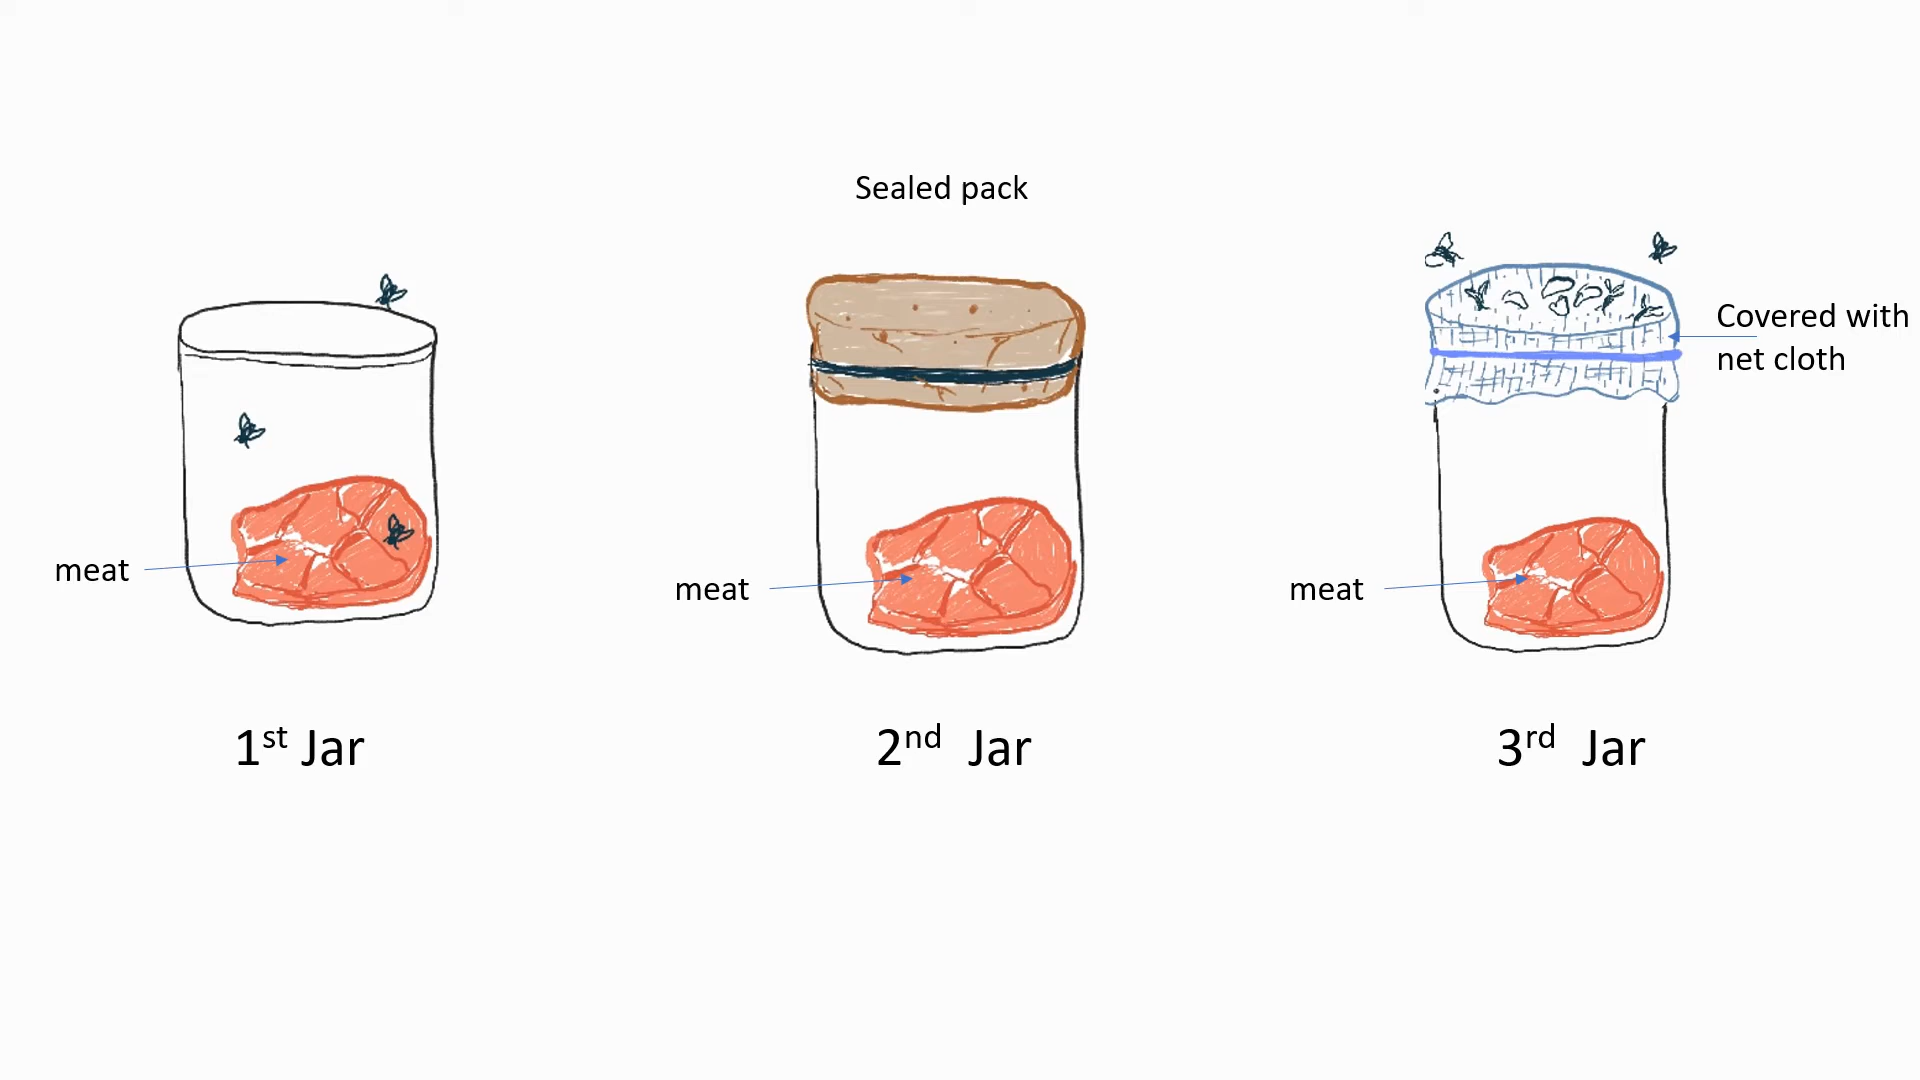 Sealed pack
Covered with
net cloth
meat
meat
meat
1st Jar
2nd Jar
3rd Jar